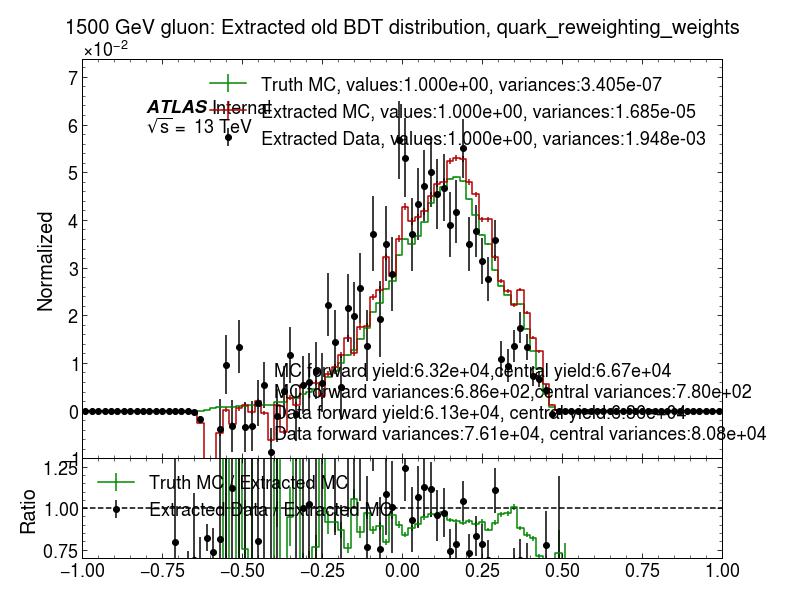 1500 GeV gluon: Extracted old BDT distribution, quark_reweighting_weights
×10⁻²
Truth MC, values:1.000e+00, variances:3.405e-07
ATLAS Internal
Extracted MC, values:1.000e+00, variances:1.685e-05
√s = 13 TeV
Extracted Data, values:1.000e+00, variances:1.948e-03
7
6
5
4
3
2
1
0
−1
Normalized
MC forward yield:6.32e+04,central yield:6.67e+04
MC forward variances:6.86e+02,central variances:7.80e+02
Data forward yield:6.13e+04, central
Data forward variances:7.61e+04, central variances:8.08e+04
1.25
1.00
0.75
Ratio
Truth MC / Extracted MC
Extracted Data / Extracted MC
−1.00 −0.75 −0.50 −0.25 0.00 0.25 0.50 0.75 1.00